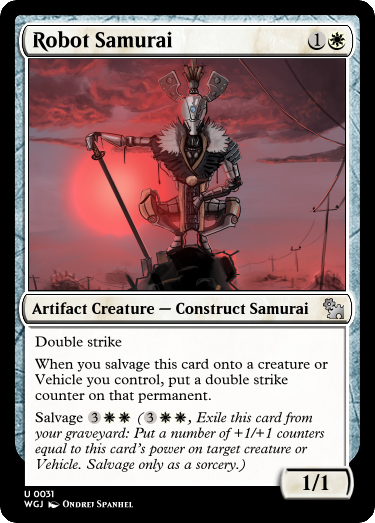 Robot Samurai 1
Artifact Creature — Construct Samurai
Double strike
When you salvage this card onto a creature or
Vehicle you control, put a double strike
counter on that permanent.
Salvage 3 (3, Exile this card from
your graveyard: Put a number of +1/+1 counters
equal to this card's power on target creature or
Vehicle. Salvage only as a sorcery.)
1/1
U 0031
WGJ Ondrej Spanhel